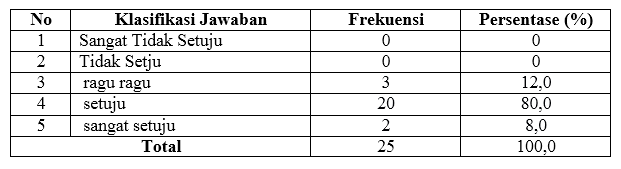 No Klasifikasi Jawaban Frekuensi Persentase (%)
1 Sangat Tidak Setuju 0 0
2 Tidak Setju 0 0
3 ragu ragu 3 12,0
4 setuju 20 80,0
5 sangat setuju 2 8,0
Total 25 100,0